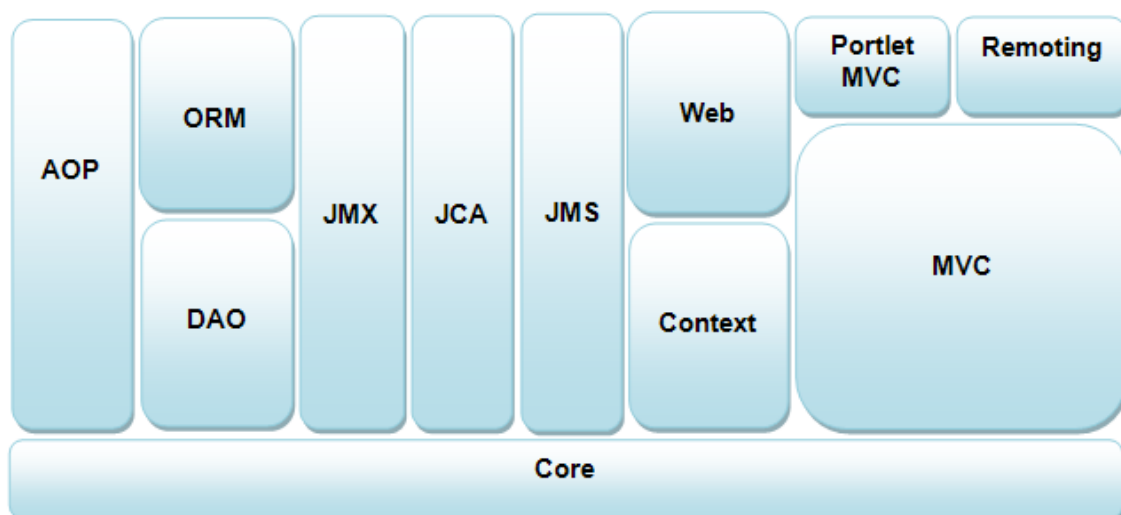 AOP
ORM
DAO
JMX
JCA
JMS
Web
Context
Portlet
MVC
Remoting
MVC
Core